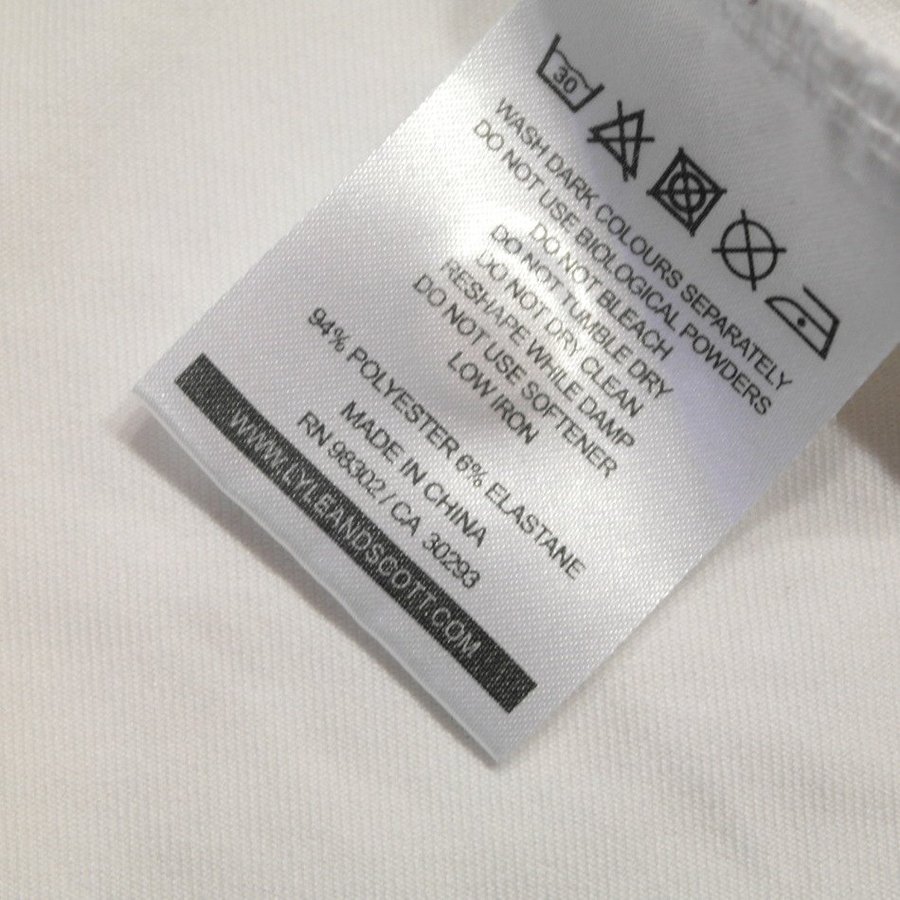 30
WASH DARK COLOURS SEPARATELY
DO NOT USE BIOLOGICAL POWDERS
DO NOT BLEACH
DO NOT TUMBLE DRY
DO NOT DRY CLEAN
RESHAPE WHILE DAMP
DO NOT USE SOFTENER
LOW IRON
94% POLYESTER 6% ELASTANE
MADE IN CHINA
RN 98302 / CA 30293
WWW.LYLEANDSCOTT.COM